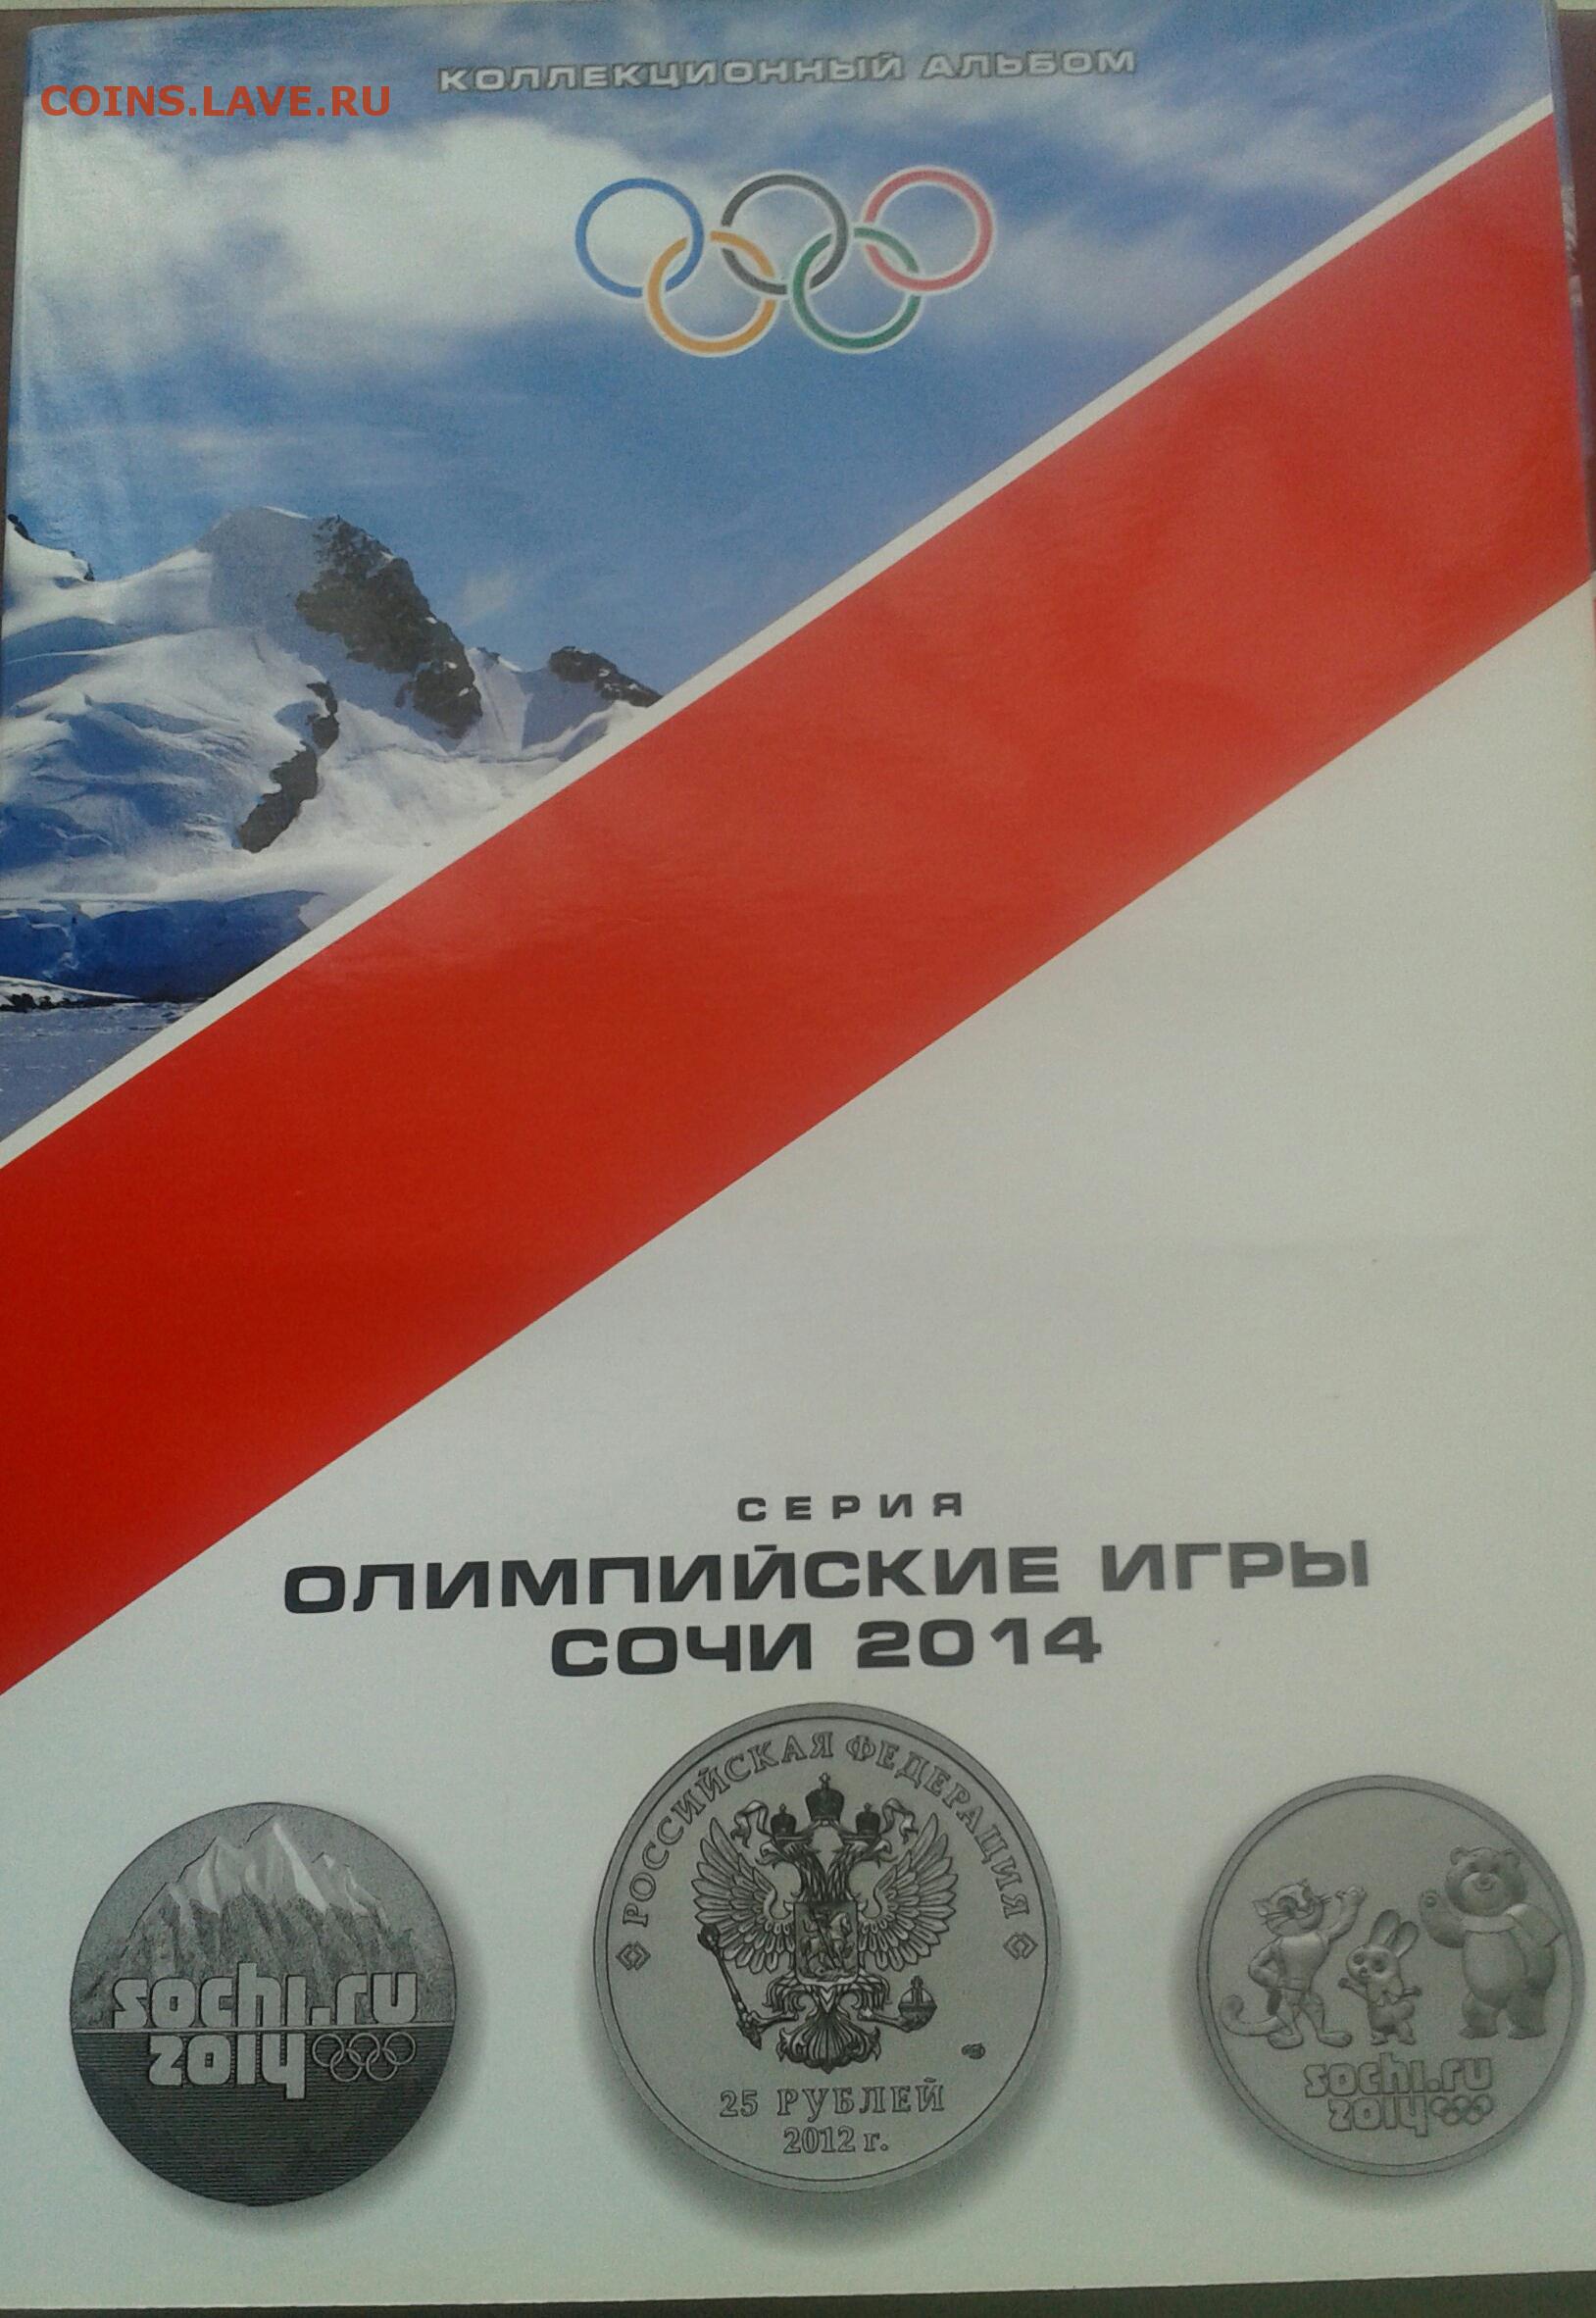 КОЛЛЕКЦИОННЫЙ АЛЬБОМ
COINS.LAVE.RU
СЕРИЯ
ОЛИМПИЙСКИЕ ИГРЫ
СОЧИ 2014
РОССИЙСКАЯ ФЕДЕРАЦИЯ
25 РУБЛЕЙ
2012 г.
sochi.ru
2014
sochi.ru
2014